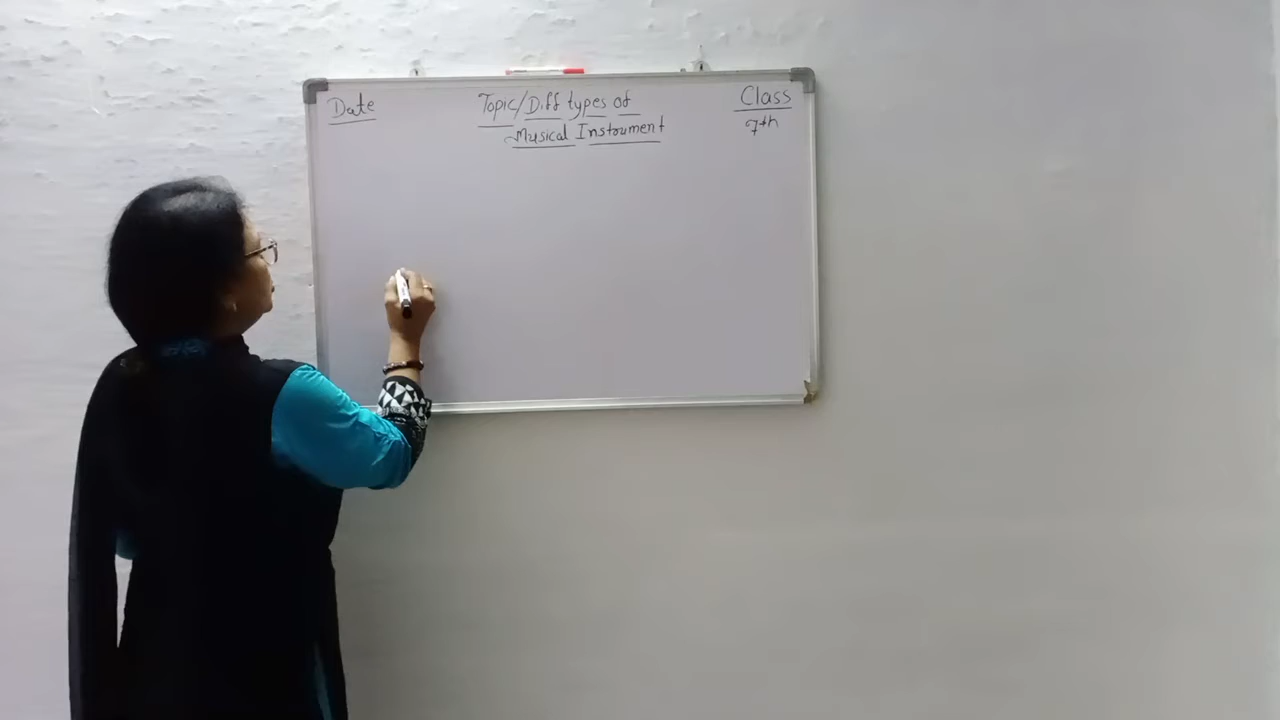 Date
Topic/Diff types of
Musical Instrument
Class
7th